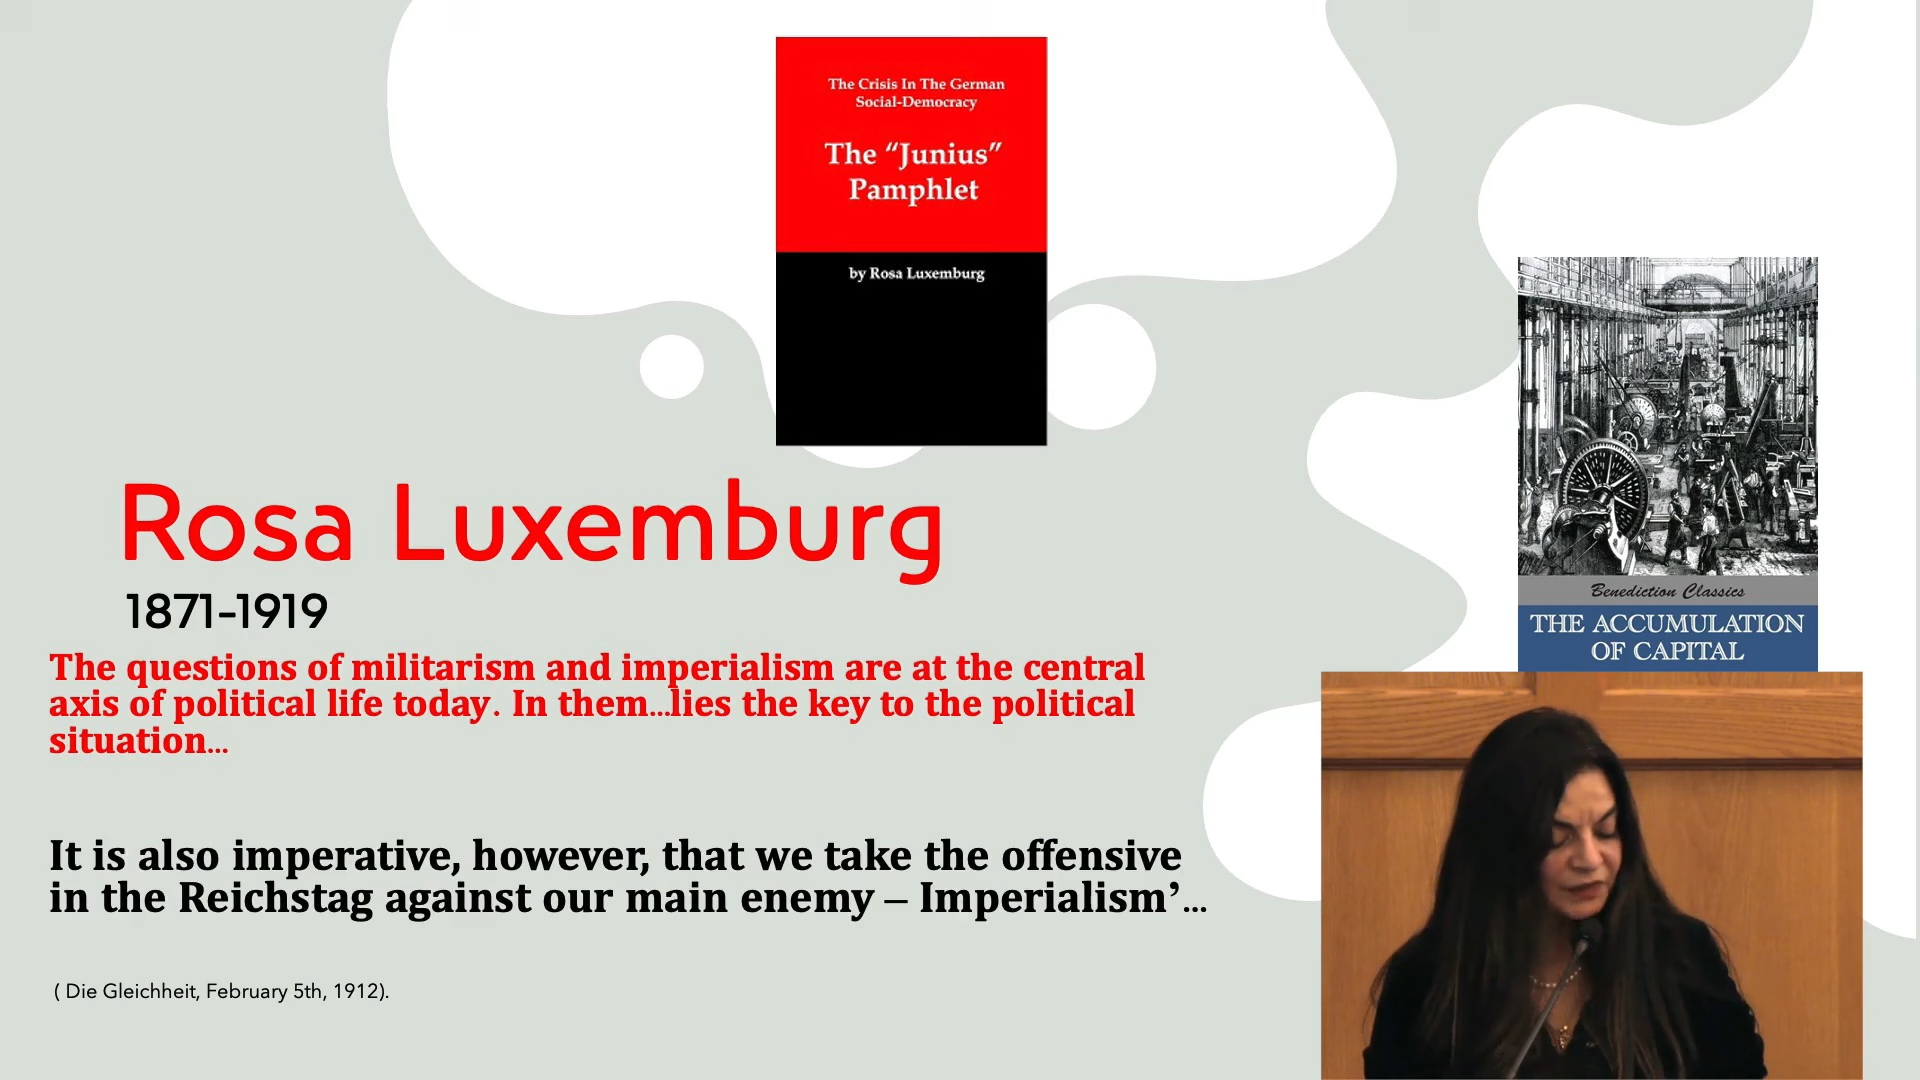 The Crisis In The German
Social-Democracy
The “Junius”
Pamphlet
by Rosa Luxemburg
Benediction Classics
THE ACCUMULATION
OF CAPITAL
Rosa Luxemburg
1871-1919
The questions of militarism and imperialism are at the central
axis of political life today. In them...lies the key to the political
situation...
It is also imperative, however, that we take the offensive
in the Reichstag against our main enemy – Imperialism’...
( Die Gleichheit, February 5th, 1912).